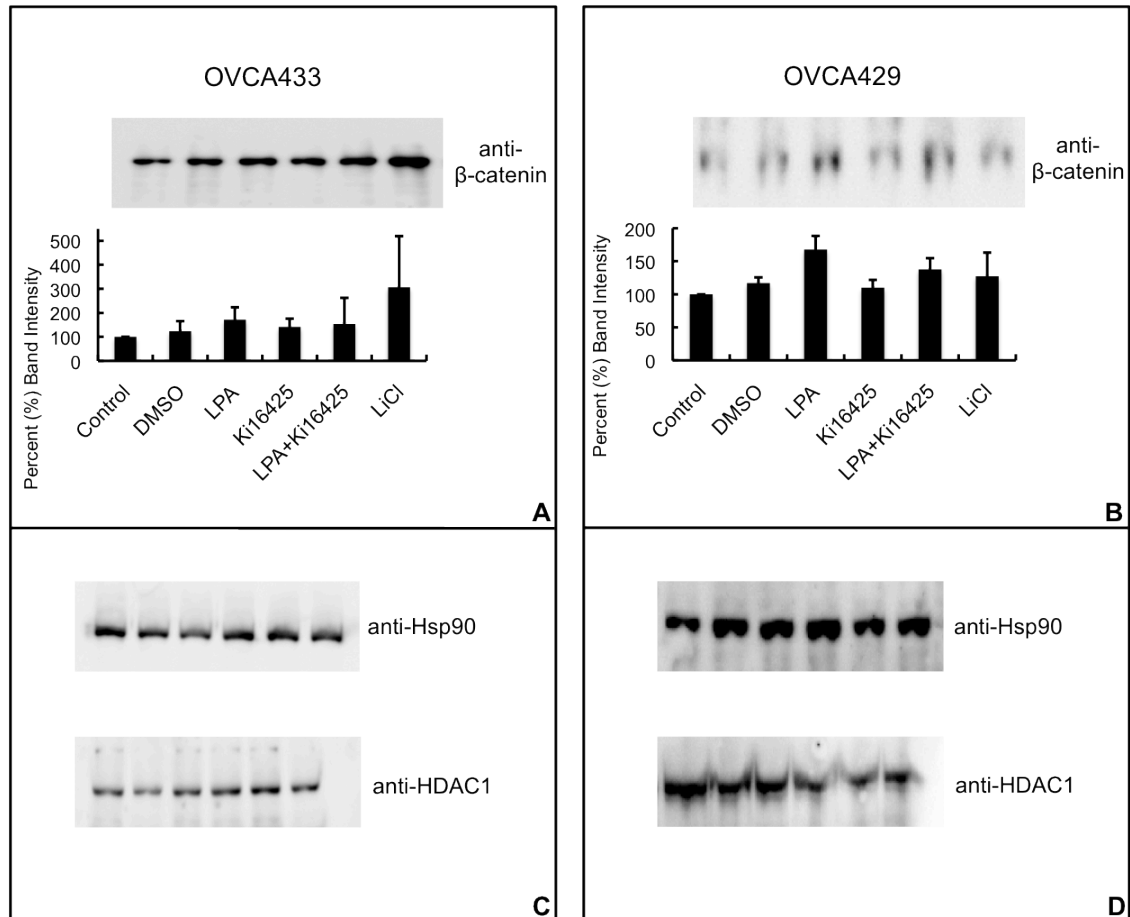 OVCA433
anti-
β-catenin
Percent (%) Band Intensity
500
400
300
200
100
0
Control
DMSO
LPA
Ki16425
LPA+Ki16425
LiCl
A
OVCA429
anti-
β-catenin
Percent (%) Band Intensity
200
150
100
50
0
Control
DMSO
LPA
Ki16425
LPA+Ki16425
LiCl
B
anti-Hsp90
anti-HDAC1
C
anti-Hsp90
anti-HDAC1
D